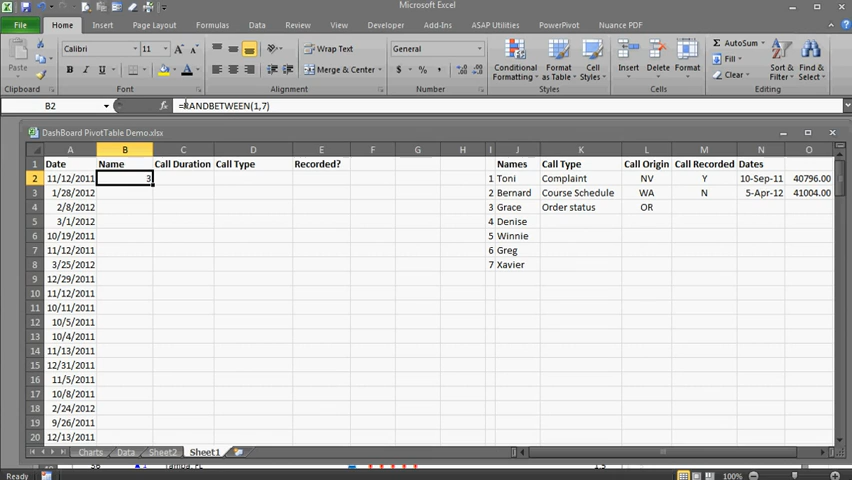 Microsoft Excel
File Home Insert Page Layout Formulas Data Review View Developer Add-Ins ASAP Utilities PowerPivot Nuance PDF
Paste
Calibri 11 A A Wrap Text General Conditional Formatting Format as Table Cell Styles Insert Delete Format AutoSum Fill Clear Sort & Filter Find & Select
B I U A Merge & Center $ % ,
Clipboard Font Alignment Number Styles Cells Editing
B2 fx =RANDBETWEEN(1,7)
DashBoard PivotTable Demo.xlsx
A B C D E F G H I J K L M N O
1 Date Name Call Duration Call Type Recorded? Names Call Type Call Origin Call Recorded Dates
2 11/12/2011 3 1 Toni Complaint NV Y 10-Sep-11 40796.00
3 1/28/2012 2 Bernard Course Schedule WA N 5-Apr-12 41004.00
4 2/8/2012 3 Grace Order status OR
5 3/1/2012 4 Denise
6 10/19/2011 5 Winnie
7 11/12/2011 6 Greg
8 3/25/2012 7 Xavier
9 12/29/2011
10 11/12/2011
11 10/11/2011
12 10/5/2011
13 10/4/2011
14 11/13/2011
15 12/31/2011
16 11/5/2011
17 10/8/2011
18 2/24/2012
19 9/26/2011
20 12/13/2011
Charts Data Sheet2 Sheet1
Tampa FL 1.5
Ready 100%